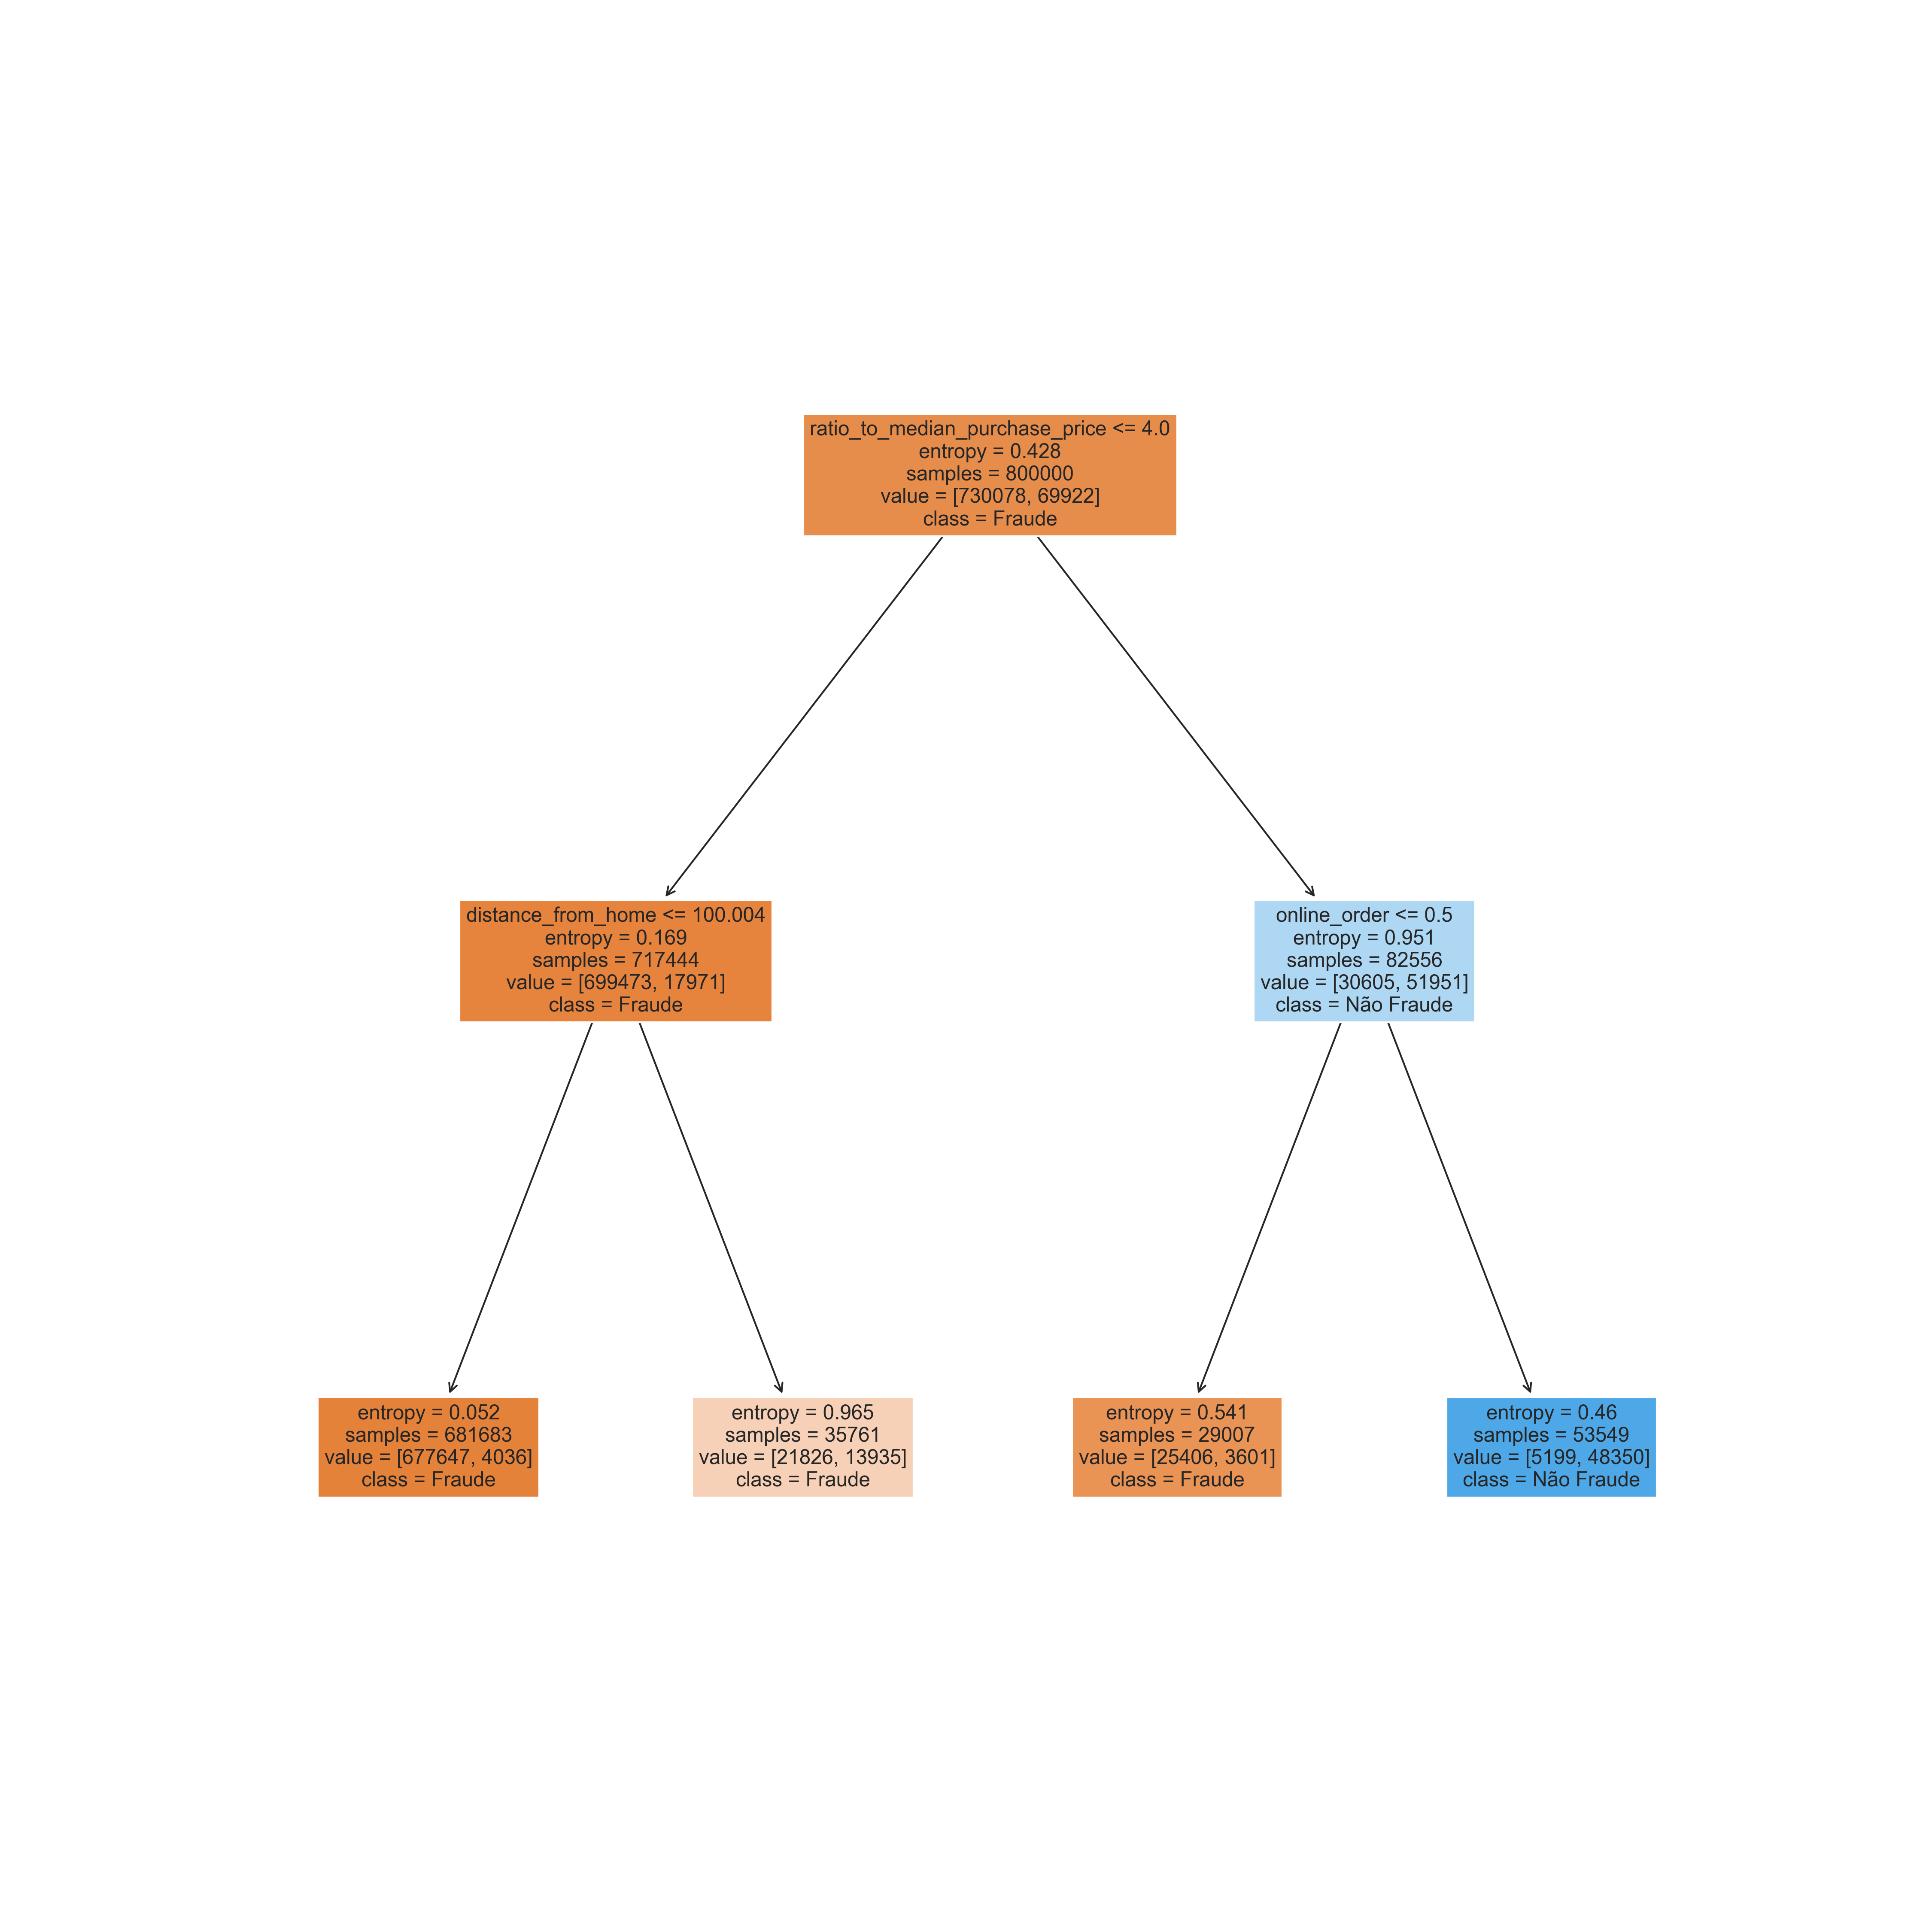 ratio_to_median_purchase_price <= 4.0
entropy = 0.428
samples = 800000
value = [730078, 69922]
class = Fraude
distance_from_home <= 100.004
entropy = 0.169
samples = 717444
value = [699473, 17971]
class = Fraude
online_order <= 0.5
entropy = 0.951
samples = 82556
value = [30605, 51951]
class = Não Fraude
entropy = 0.052
samples = 681683
value = [677647, 4036]
class = Fraude
entropy = 0.965
samples = 35761
value = [21826, 13935]
class = Fraude
entropy = 0.541
samples = 29007
value = [25406, 3601]
class = Fraude
entropy = 0.46
samples = 53549
value = [5199, 48350]
class = Não Fraude